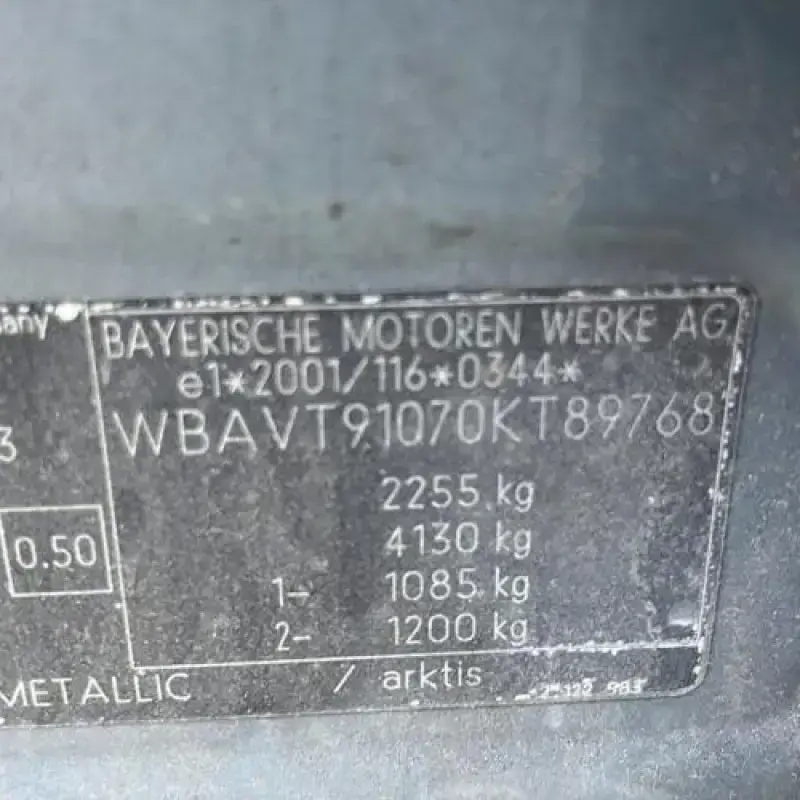 any
BAYERISCHE MOTOREN WERKE AG
e1*2001/116*0344*
WBAVT91070KT89768
3
2255 kg
0.50
4130 kg
1- 1085 kg
2- 1200 kg
METALLIC / arktis